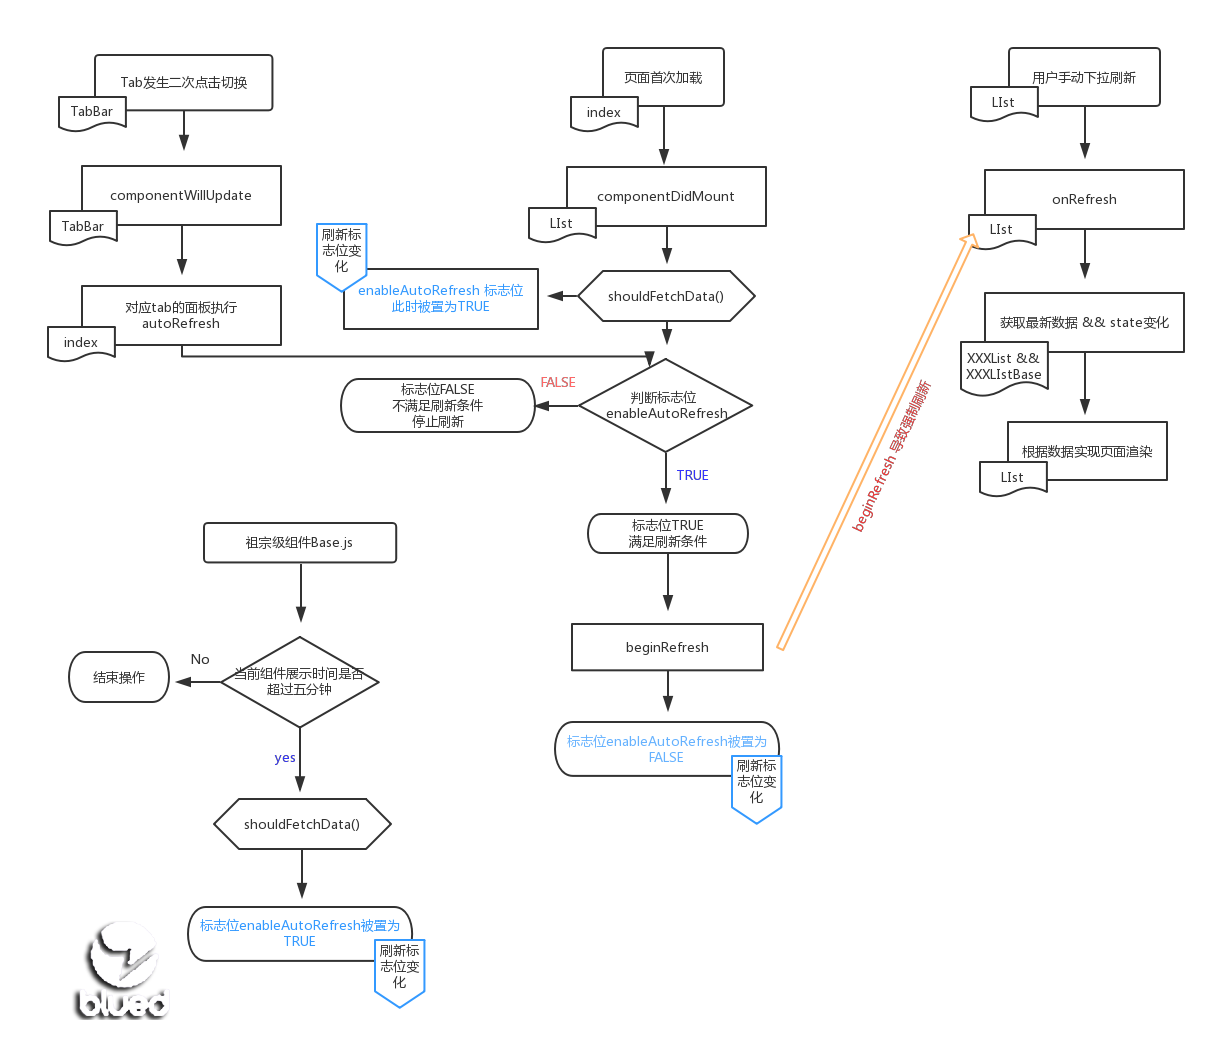 Tab发生二次点击切换
TabBar
componentWillUpdate
TabBar
对应tab的面板执行
autoRefresh
index
页面首次加载
index
componentDidMount
LIst
shouldFetchData()
刷新标
志位变
化
enableAutoRefresh 标志位
此时被置为TRUE
判断标志位
enableAutoRefresh
FALSE
标志位FALSE
不满足刷新条件
停止刷新
TRUE
标志位TRUE
满足刷新条件
beginRefresh
标志位enableAutoRefresh被置为
FALSE
刷新标
志位变
化
beginRefresh 导致强制刷新
用户手动下拉刷新
LIst
onRefresh
LIst
获取最新数据 && state变化
XXXList &&
XXXLIstBase
根据数据实现页面渲染
LIst
祖宗级组件Base.js
当前组件展示时间是否
超过五分钟
No
结束操作
yes
shouldFetchData()
标志位enableAutoRefresh被置为
TRUE
刷新标
志位变
化
blued